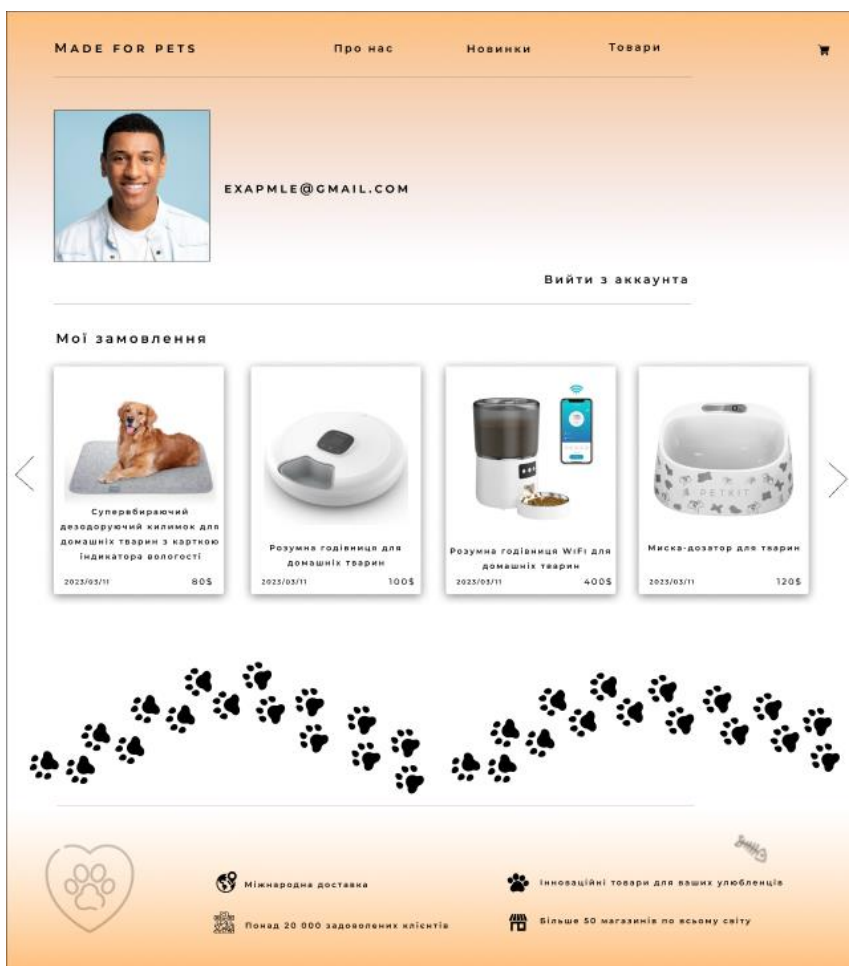 MADE FOR PETS
Про нас
Новинки
Товари
EXAPMLE@GMAIL.COM
Вийти з аккаунта
Мої замовлення
Супервбираючий
дезодоруючий килимок для
домашніх тварин з карткою
індикатора вологості
2023/03/11 80$
Розумна годівниця для
домашніх тварин
2023/03/11 100$
Розумна годівниця WIFI для
домашніх тварин
2023/03/11 400$
PETKIT
Миска-дозатор для тварин
2023/03/11 120$
Міжнародна доставка
Інноваційні товари для ваших улюбленців
Понад 20 000 задоволених клієнтів
Більше 50 магазинів по всьому світу